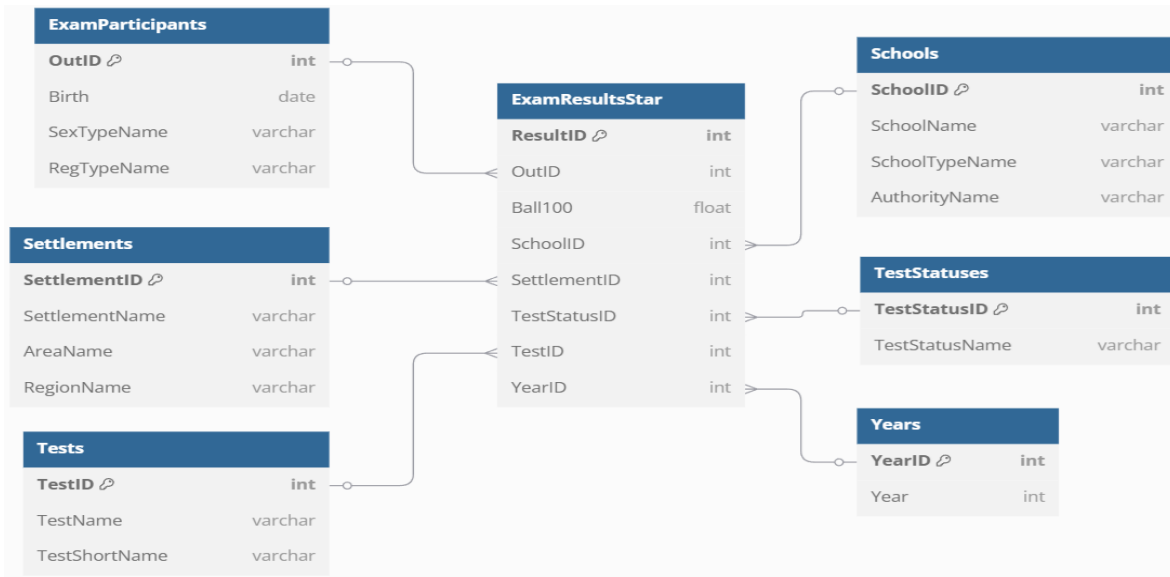 ExamParticipants
OutID int
Birth date
SexTypeName varchar
RegTypeName varchar
Settlements
SettlementID int
SettlementName varchar
AreaName varchar
RegionName varchar
Tests
TestID int
TestName varchar
TestShortName varchar
ExamResultsStar
ResultID int
OutID int
Ball100 float
SchoolID int
SettlementID int
TestStatusID int
TestID int
YearID int
Schools
SchoolID int
SchoolName varchar
SchoolTypeName varchar
AuthorityName varchar
TestStatuses
TestStatusID int
TestStatusName varchar
Years
YearID int
Year int